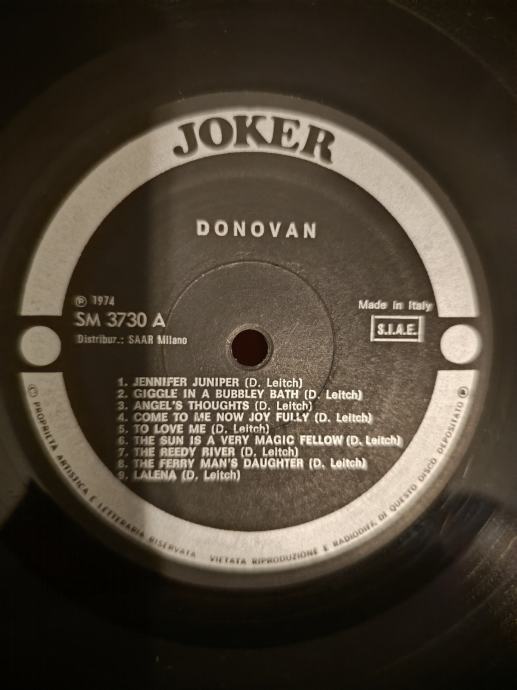 JOKER
DONOVAN
℗ 1974
SM 3730 A
Distribur.: SAAR Milano
Made in Italy
S.I.A.E.
1. JENNIFER JUNIPER (D. Leitch)
2. GIGGLE IN A BUBBLEY BATH (D. Leitch)
3. ANGEL'S THOUGHTS (D. Leitch)
4. COME TO ME NOW JOY FULLY (D. Leitch)
5. TO LOVE ME (D. Leitch)
6. THE SUN IS A VERY MAGIC FELLOW (D. Leitch)
7. THE REEDY RIVER (D. Leitch)
8. THE FERRY MAN'S DAUGHTER (D. Leitch)
9. LALENA (D. Leitch)
© PROPRIETÀ ARTISTICA E LETTERARIA RISERVATA VIETATA RIPRODUZIONE E RADIODIF. DI QUESTO DISCO DEPOSITATO ℗